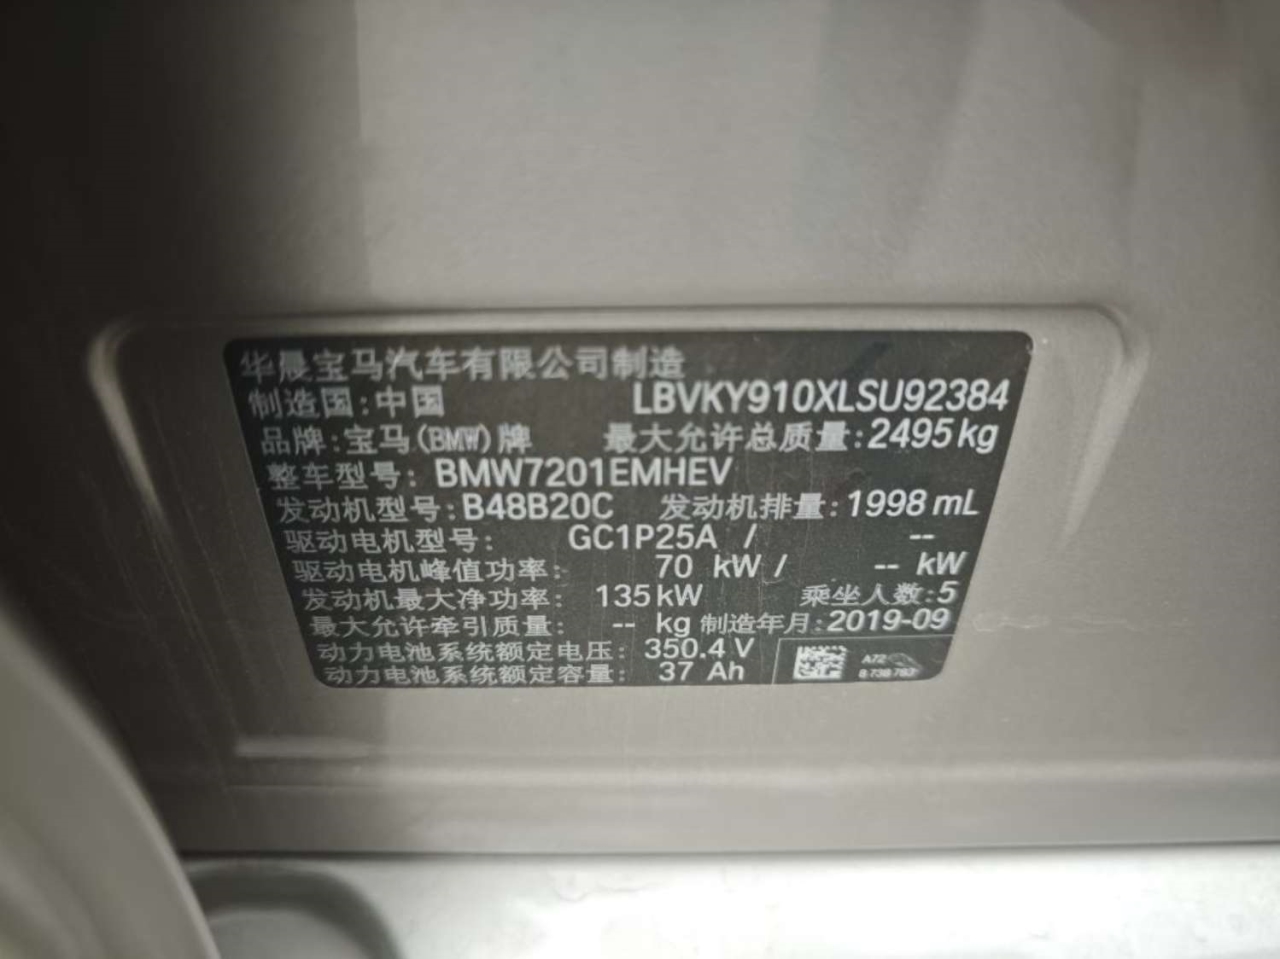 华晨宝马汽车有限公司制造
制造国:中国 LBVKY910XLSU92384
品牌:宝马(BMW)牌 最大允许总质量:2495kg
整车型号: BMW7201EMHEV
发动机型号:B48B20C 发动机排量:1998 mL
驱动电机型号: GC1P25A / --
驱动电机峰值功率: 70 kW / -- kW
发动机最大净功率: 135kW 乘坐人数:5
最大允许牵引质量: -- kg 制造年月:2019-09
动力电池系统额定电压: 350.4 V
动力电池系统额定容量: 37 Ah
A72